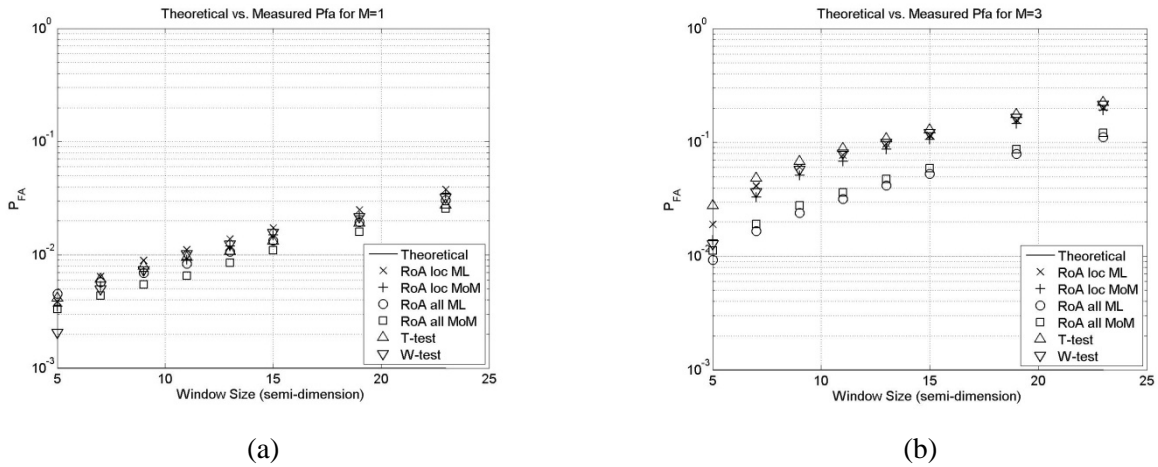 Theoretical vs. Measured Pfa for M=1
10^0
10^-1
10^-2
10^-3
P_FA
5
10
15
20
25
Window Size (semi-dimension)
Theoretical
RoA loc ML
RoA loc MoM
RoA all ML
RoA all MoM
T-test
W-test
(a)
Theoretical vs. Measured Pfa for M=3
10^0
10^-1
10^-2
10^-3
P_FA
5
10
15
20
25
Window Size (semi-dimension)
Theoretical
RoA loc ML
RoA loc MoM
RoA all ML
RoA all MoM
T-test
W-test
(b)